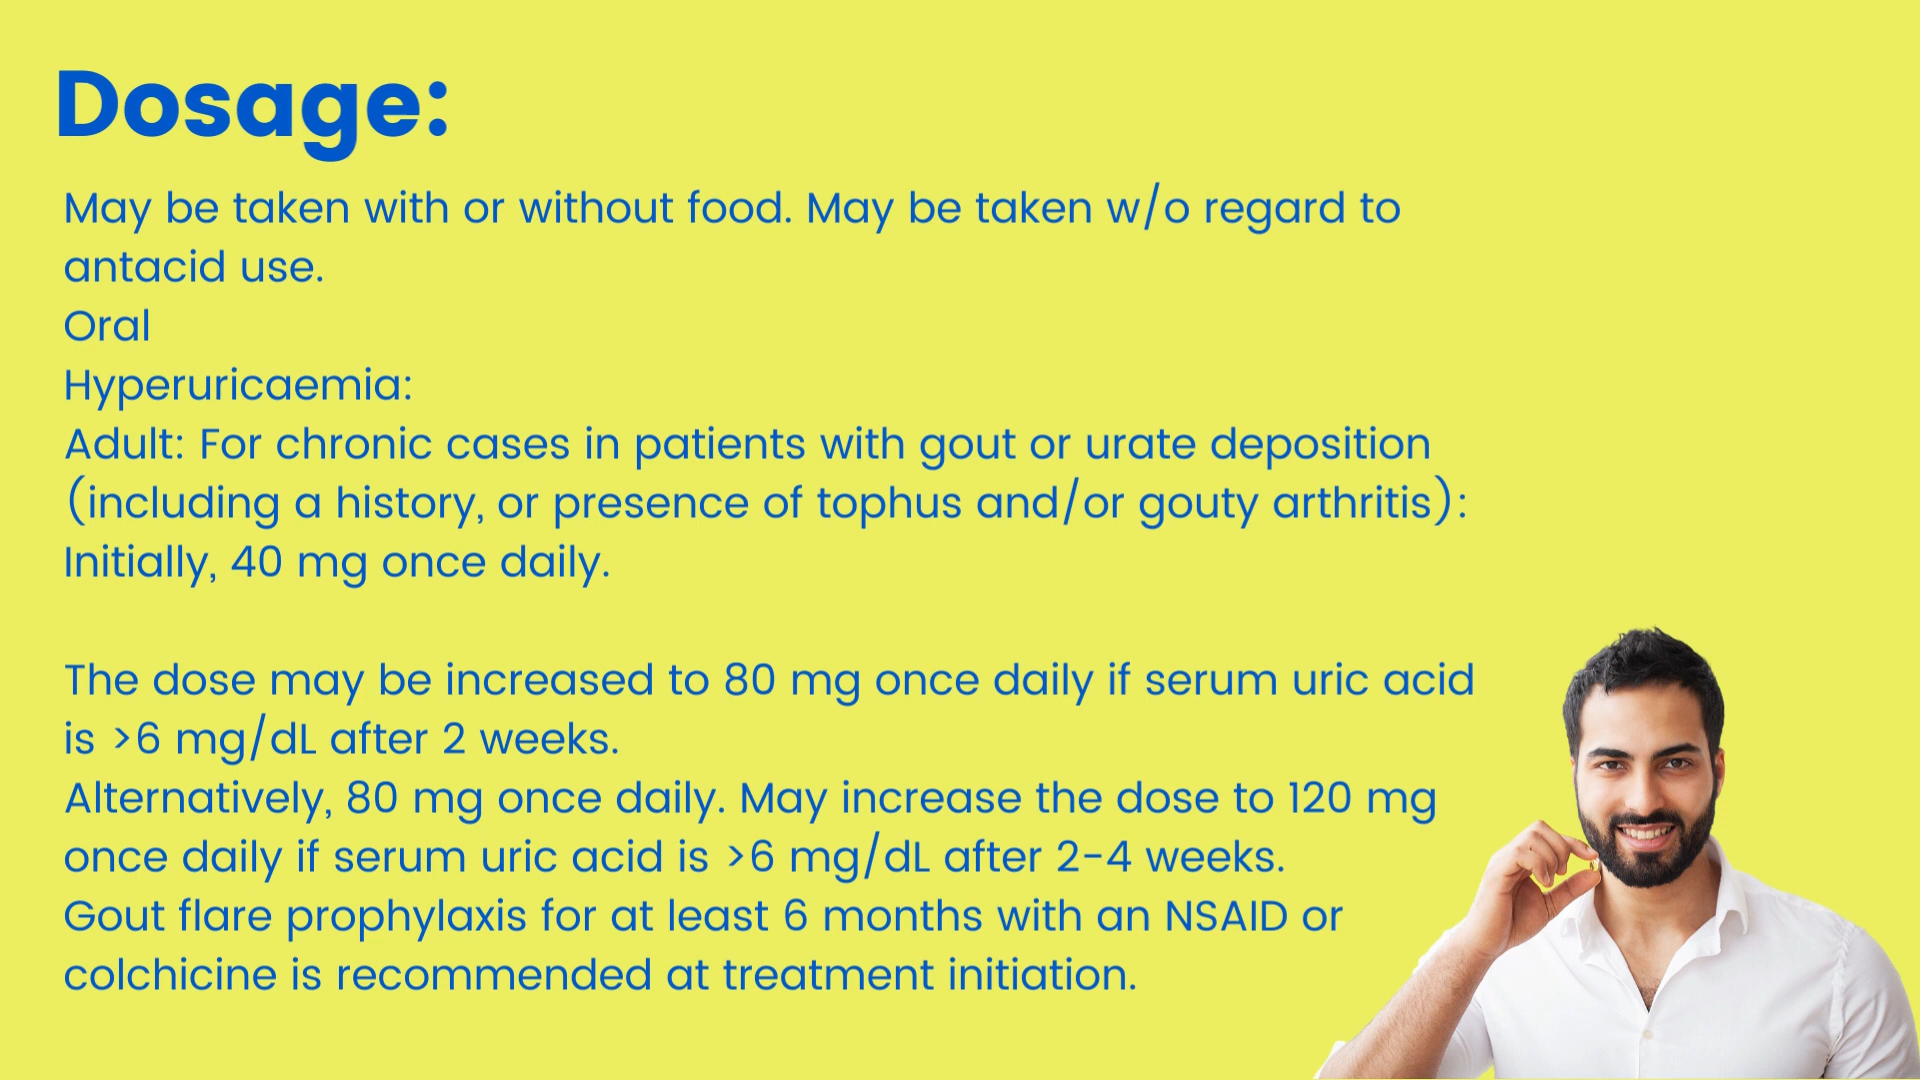 Dosage:
May be taken with or without food. May be taken w/o regard to
antacid use.
Oral
Hyperuricaemia:
Adult: For chronic cases in patients with gout or urate deposition
(including a history, or presence of tophus and/or gouty arthritis):
Initially, 40 mg once daily.
The dose may be increased to 80 mg once daily if serum uric acid
is >6 mg/dL after 2 weeks.
Alternatively, 80 mg once daily. May increase the dose to 120 mg
once daily if serum uric acid is >6 mg/dL after 2-4 weeks.
Gout flare prophylaxis for at least 6 months with an NSAID or
colchicine is recommended at treatment initiation.